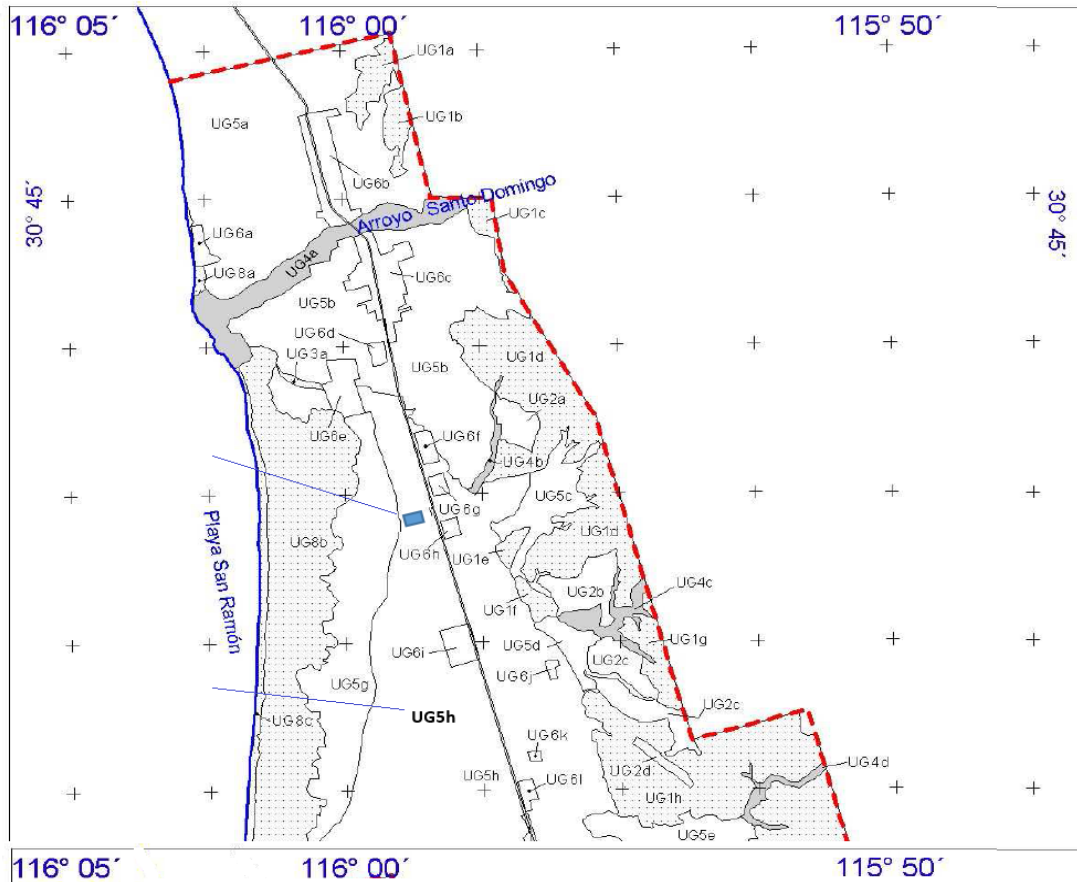 116° 05´
116° 00´
115° 50´
UG1a
UG5a
UG1b
UG6b
30° 45´
Arroyo Santo Domingo
UG1c
30° 45´
UG6a
UG4a
UG8a
UG6c
UG5b
UG6d
UG3a
UG1d
UG5b
UG2a
UG6e
UG6f
UG4b
UG5c
UG6g
Playa San Ramón
UG8b
UG6h
UG1e
UG1d
UG2b
UG4c
UG1f
UG1g
UG6i
UG5d
UG2c
UG6j
UG5g
UG2c
UG8c
UG5h
UG6k
UG5h
UG6l
UG2d
UG4d
UG1h
UG5e
116° 05´
116° 00´
115° 50´